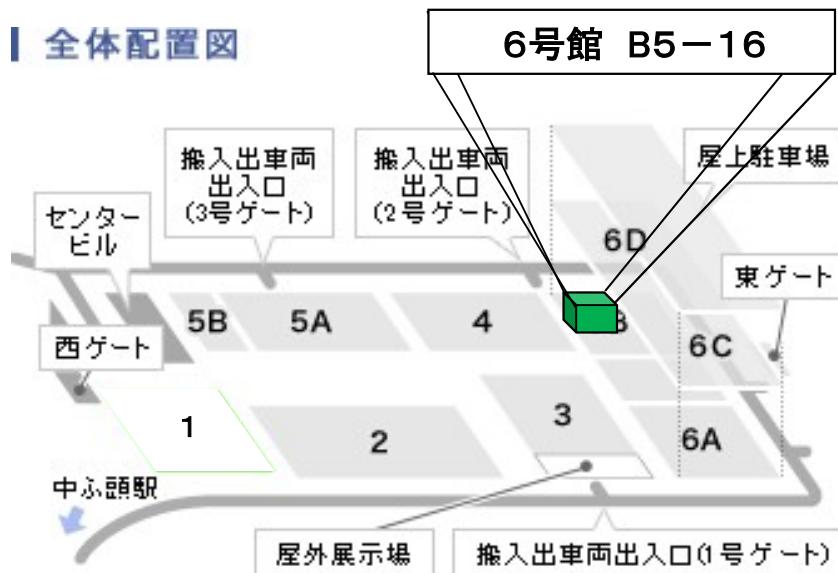 全体配置図
6号館 B5－16
搬入出車両
出入口
(3号ゲート)
搬入出車両
出入口
(2号ゲート)
屋上駐車場
センター
ビル
6D
東ゲート
西ゲート
5B
5A
4
B
6C
1
2
3
6A
中ふ頭駅
屋外展示場
搬入出車両出入口(1号ゲート)